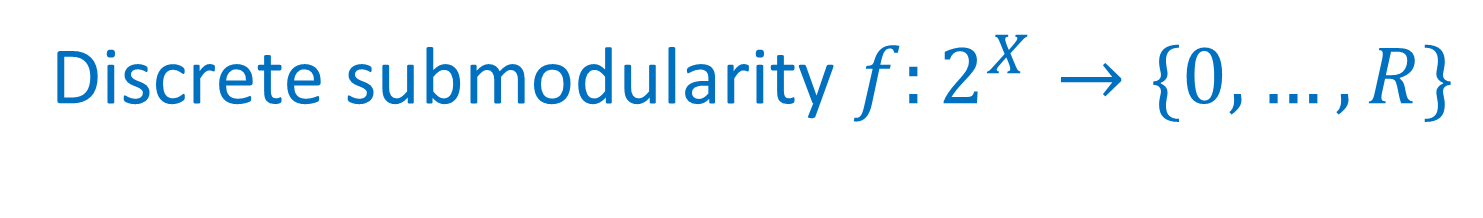 Discrete submodularity 𝑓: 2^𝑋 → {0, … , 𝑅}